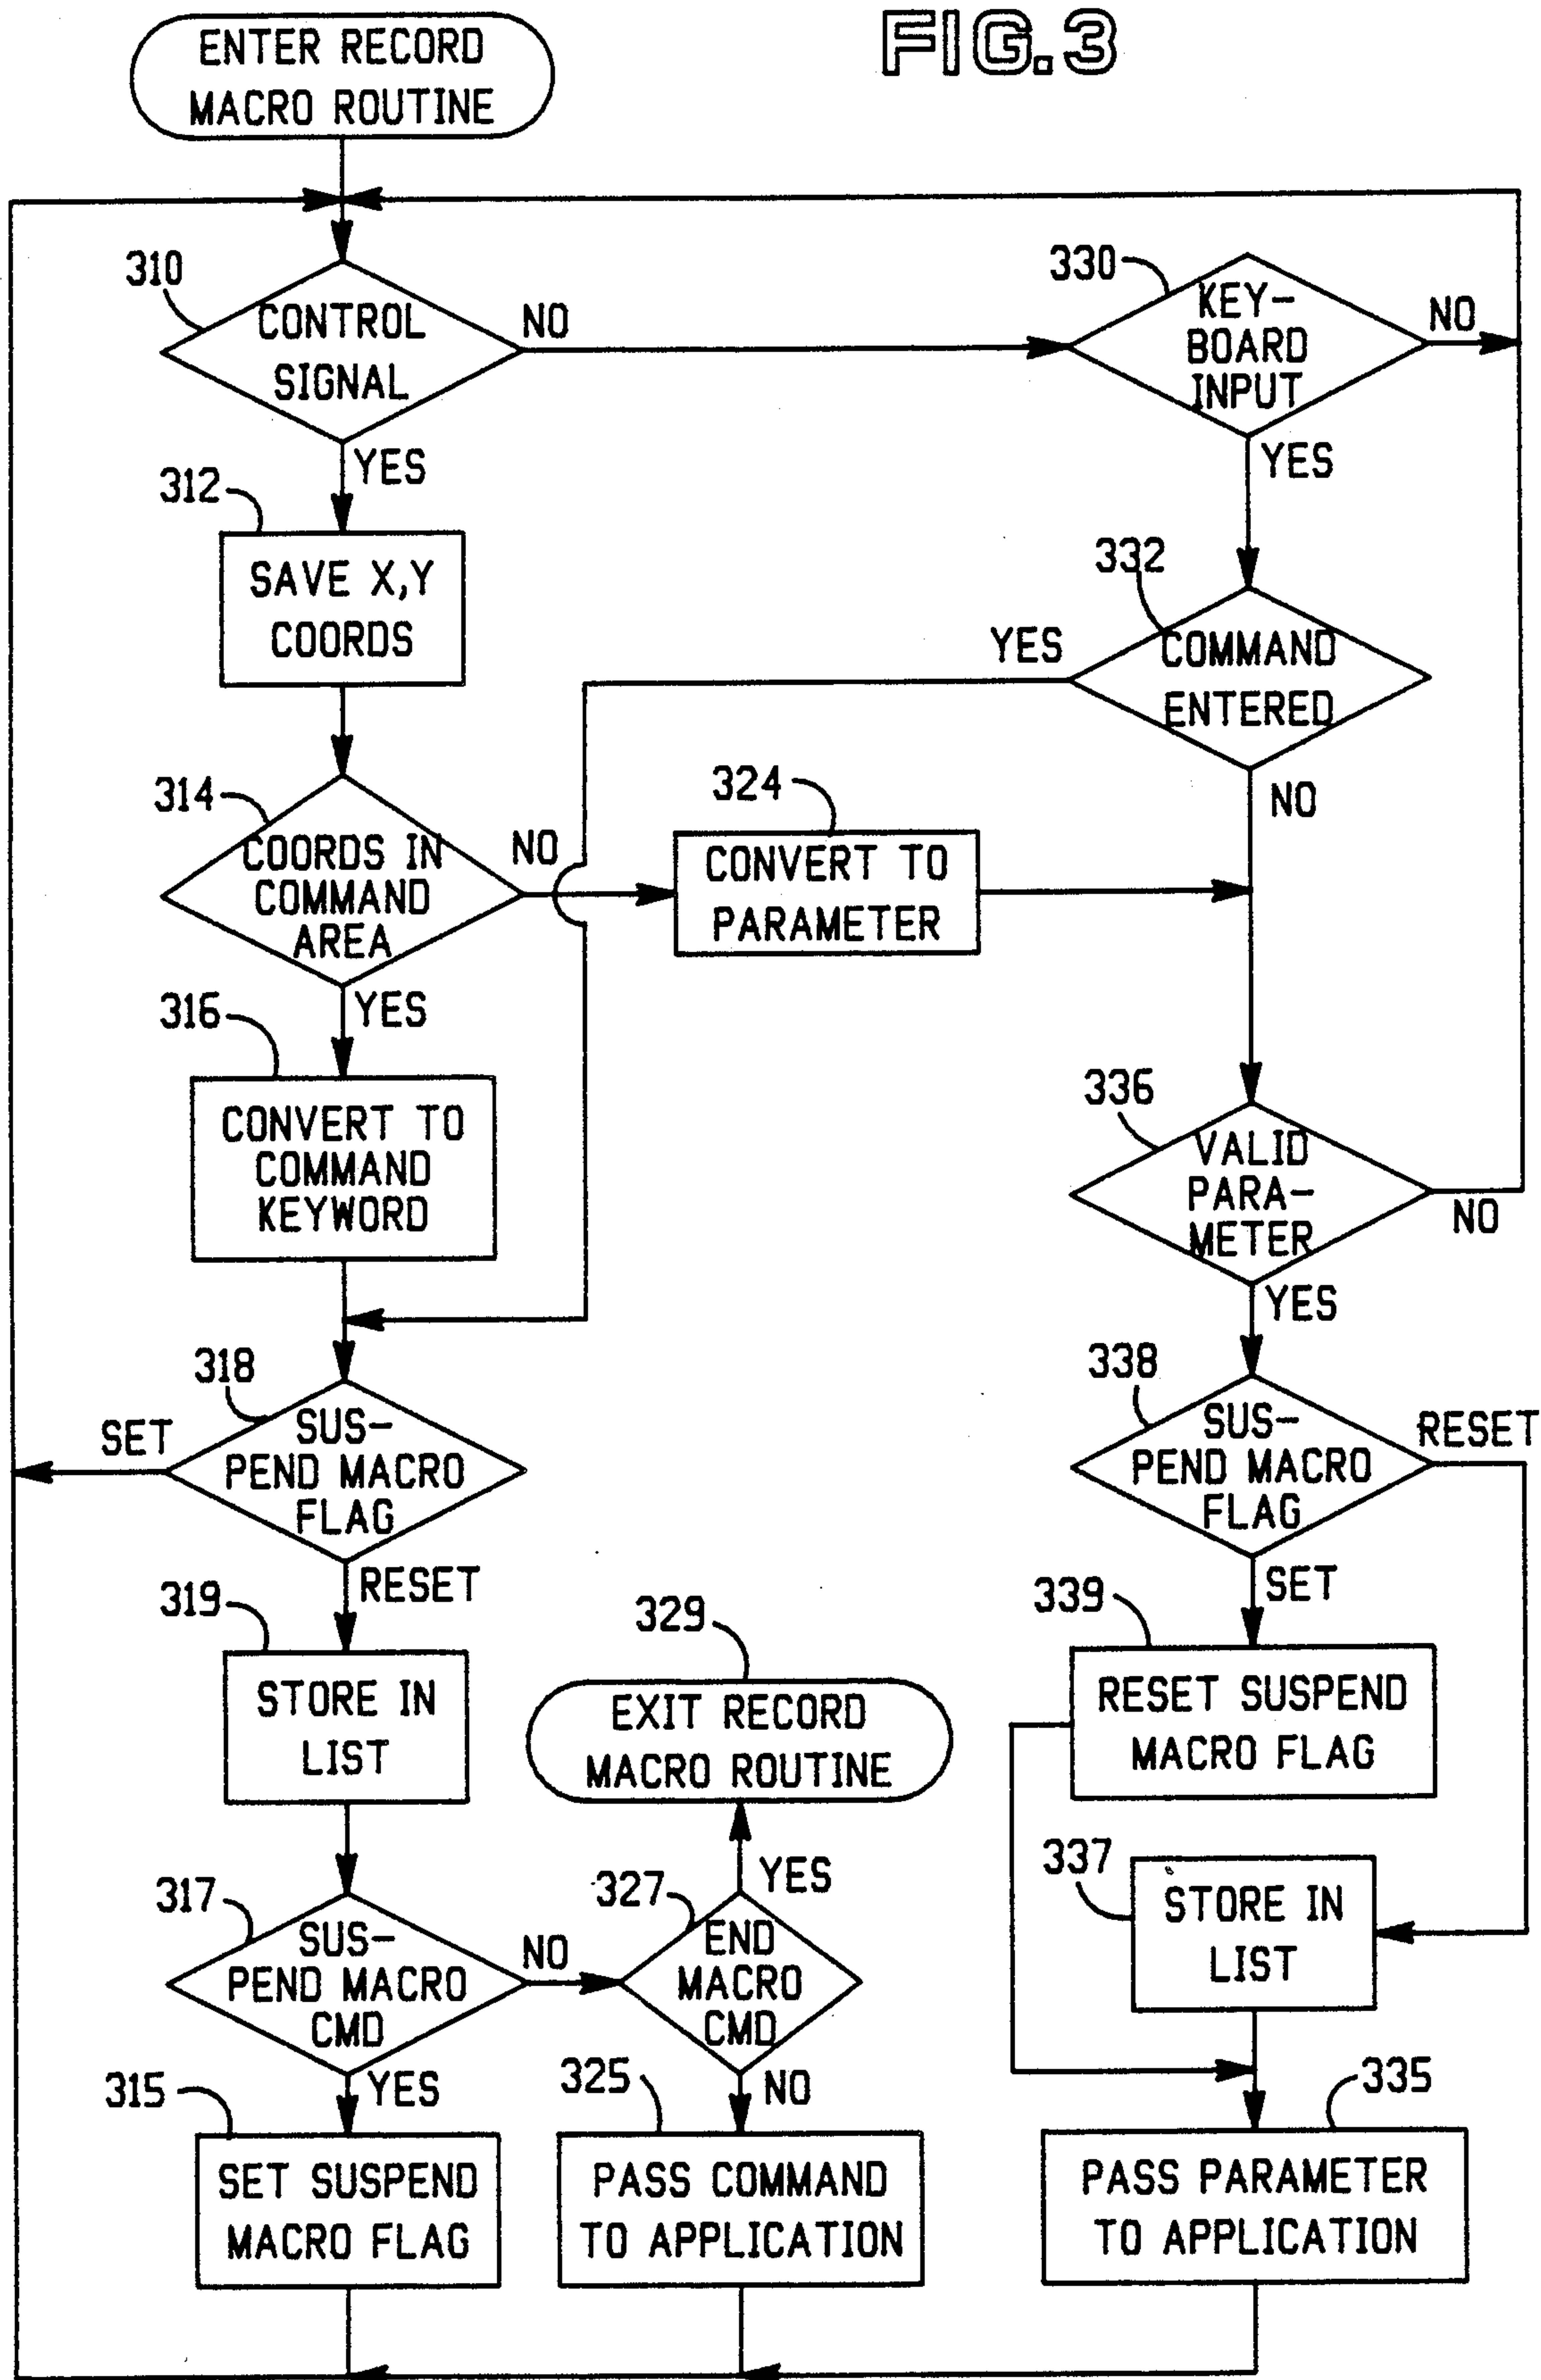 FIG.3
ENTER RECORD
MACRO ROUTINE
310
CONTROL
SIGNAL
NO
YES
330
KEY-
BOARD
INPUT
NO
YES
312
SAVE X,Y
COORDS
332
COMMAND
ENTERED
YES
NO
314
COORDS IN
COMMAND
AREA
NO
YES
324
CONVERT TO
PARAMETER
316
CONVERT TO
COMMAND
KEYWORD
336
VALID
PARA-
METER
NO
YES
318
SUS-
PEND MACRO
FLAG
SET
RESET
338
SUS-
PEND MACRO
FLAG
RESET
SET
319
STORE IN
LIST
329
EXIT RECORD
MACRO ROUTINE
339
RESET SUSPEND
MACRO FLAG
317
SUS-
PEND MACRO
CMD
NO
YES
327
END
MACRO
CMD
YES
NO
337
STORE IN
LIST
315
SET SUSPEND
MACRO FLAG
325
PASS COMMAND
TO APPLICATION
335
PASS PARAMETER
TO APPLICATION